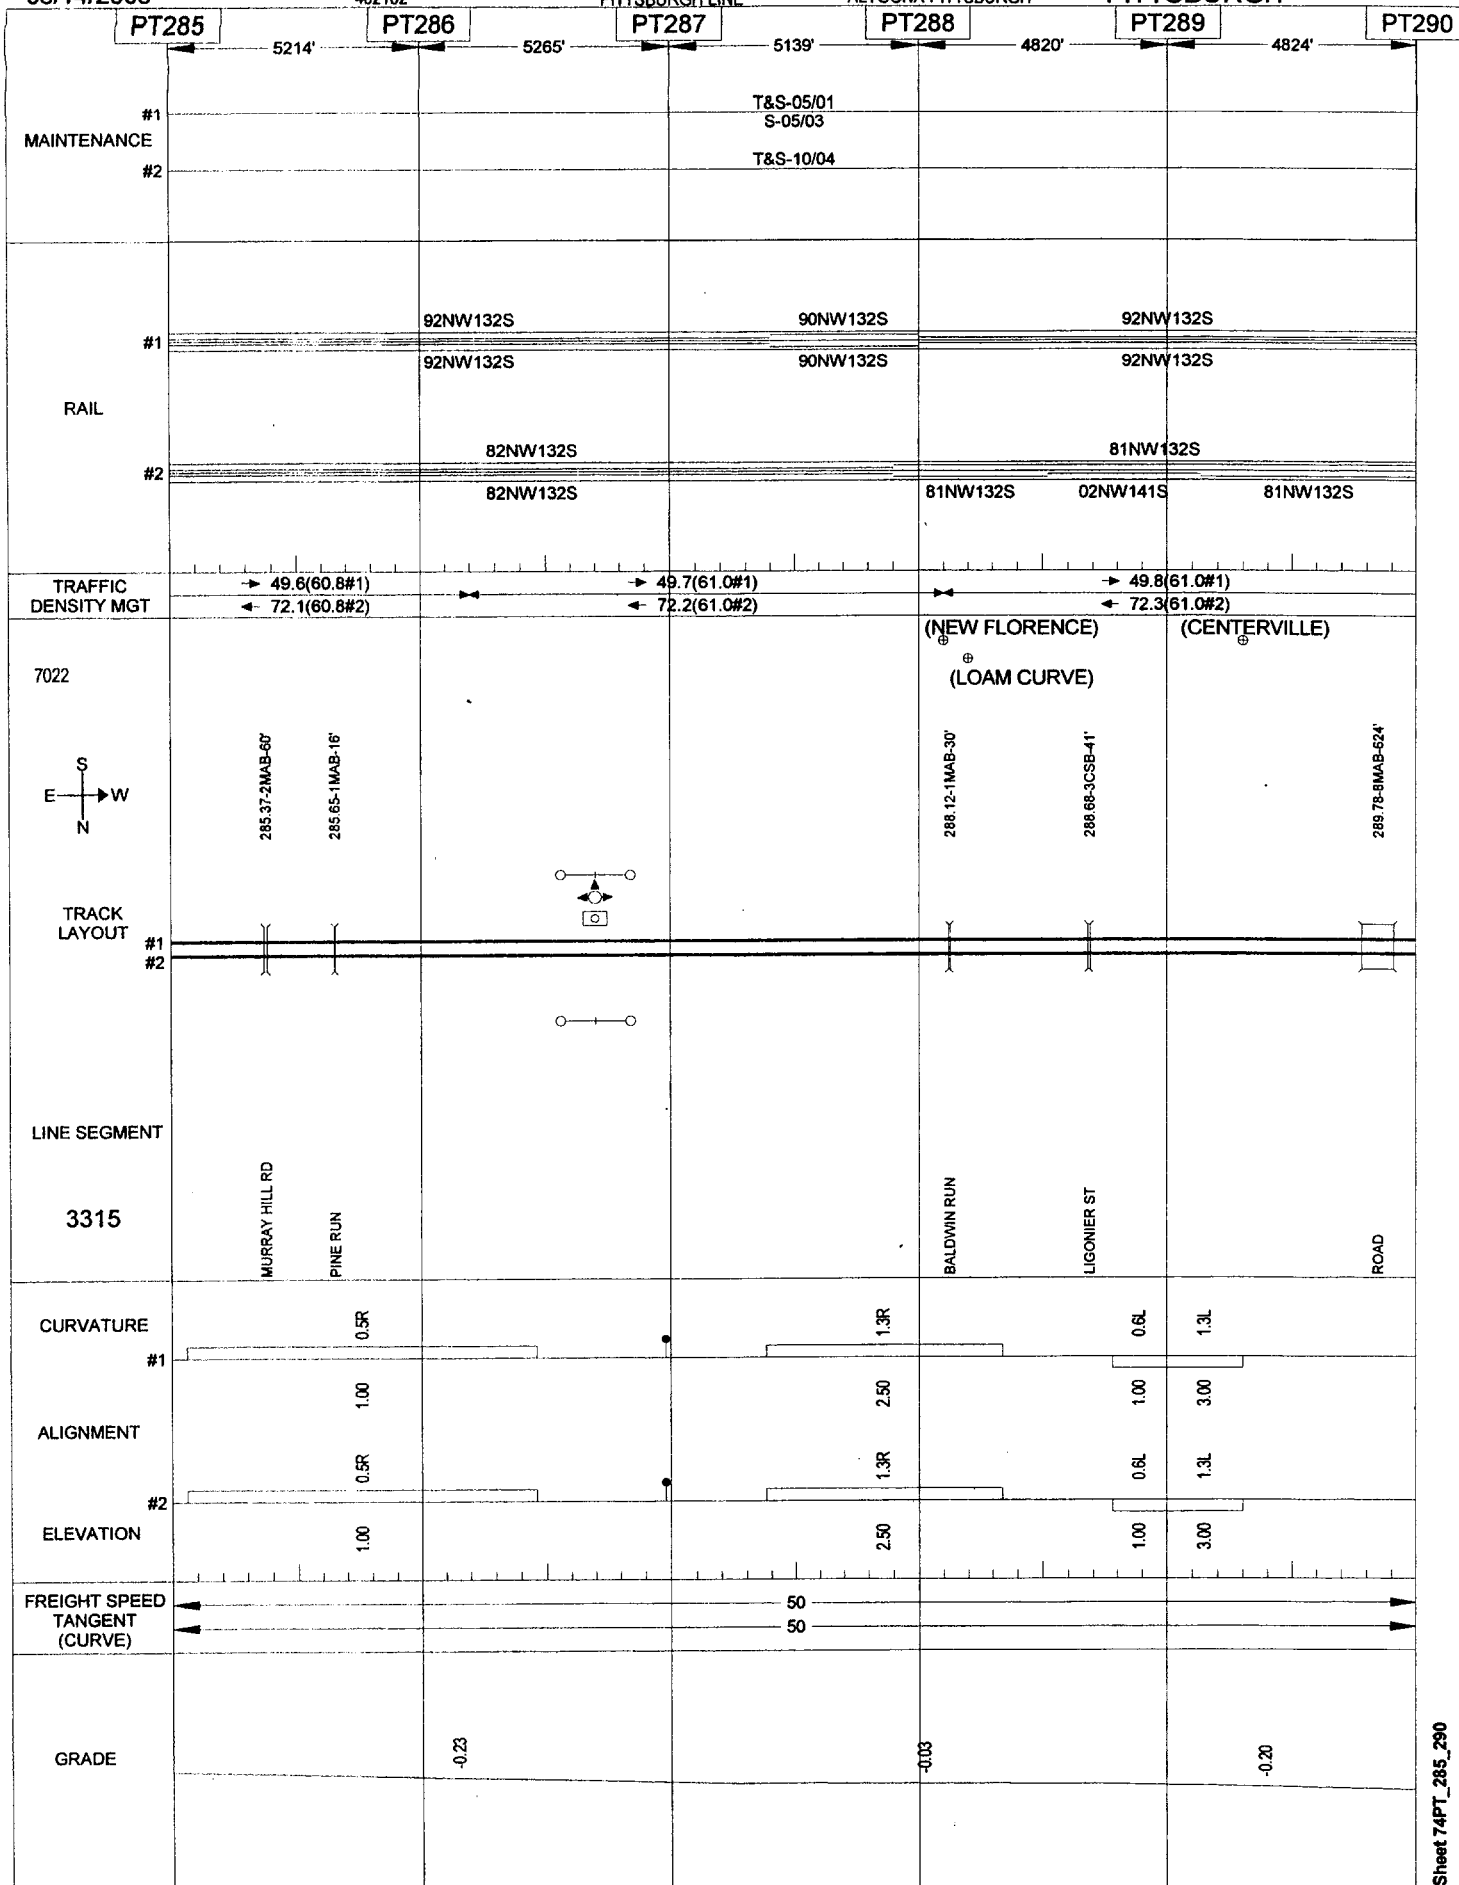 PITTSBURGH LINE
PT285 PT286 PT287 PT288 PT289 PT290
5214' 5265' 5139' 4820' 4824'
T&S-05/01
#1
S-05/03
MAINTENANCE
T&S-10/04
#2
92NW132S 90NW132S 92NW132S
#1
92NW132S 90NW132S 92NW132S
RAIL
82NW132S 81NW132S
#2
82NW132S 81NW132S 02NW141S 81NW132S
TRAFFIC
DENSITY MGT
49.6(60.8#1) 49.7(61.0#1) 49.8(61.0#1)
72.1(60.8#2) 72.2(61.0#2) 72.3(61.0#2)
(NEW FLORENCE) (CENTERVILLE)
7022
(LOAM CURVE)
285.37-2MAB-60'
285.65-1MAB-16'
288.12-1MAB-30'
288.68-3CSB-41'
289.78-8MAB-624'
S
E W
N
TRACK
LAYOUT
#1
#2
LINE SEGMENT
3315
MURRAY HILL RD
PINE RUN
BALDWIN RUN
LIGONIER ST
ROAD
CURVATURE
0.5R 1.3R 0.6L 1.3L
#1
1.00 2.50 1.00 3.00
ALIGNMENT
0.5R 1.3R 0.6L 1.3L
#2
ELEVATION
1.00 2.50 1.00 3.00
FREIGHT SPEED
TANGENT
(CURVE)
50
50
GRADE
-0.23 -0.03 -0.20
Sheet 74PT_285_290